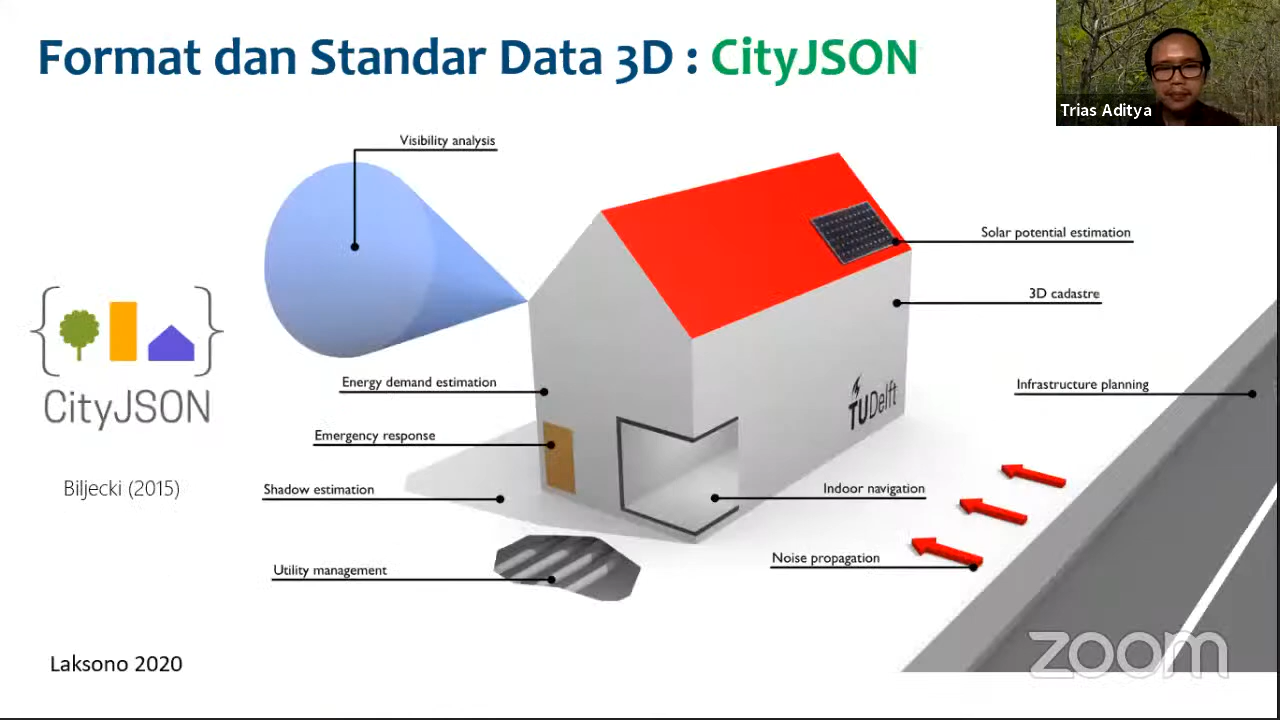 Format dan Standar Data 3D : CityJSON
Trias Aditya
Visibility analysis
Solar potential estimation
3D cadastre
Infrastructure planning
CityJSON
Energy demand estimation
TUDelft
Emergency response
Biljecki (2015)
Shadow estimation
Indoor navigation
Noise propagation
Utility management
Laksono 2020
zoom